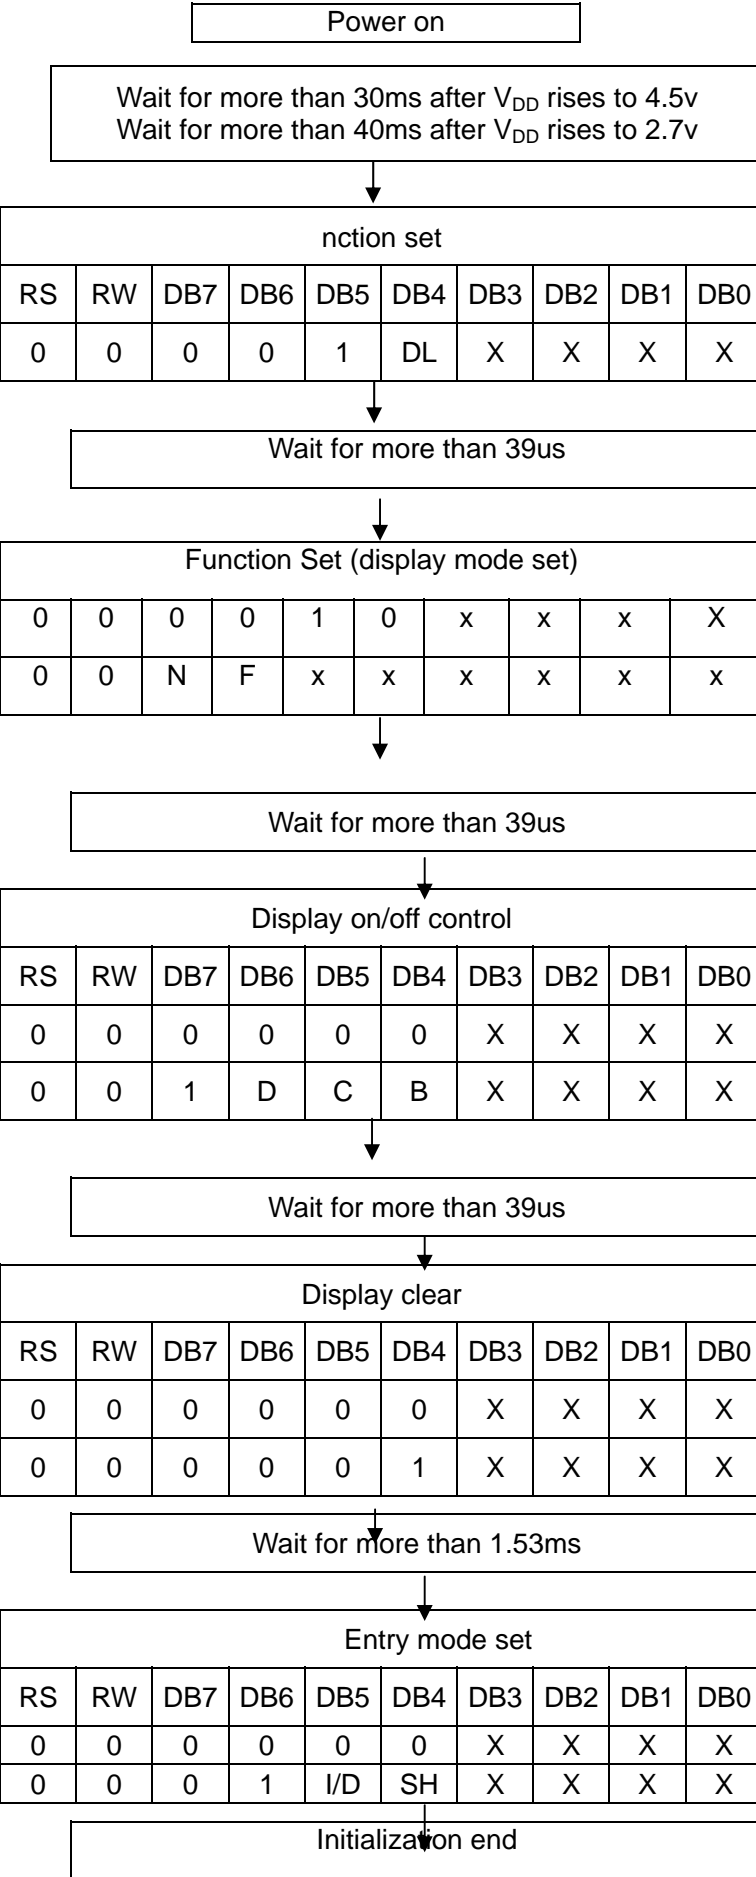 Power on
Wait for more than 30ms after VDD rises to 4.5v
Wait for more than 40ms after VDD rises to 2.7v
nction set
RS RW DB7 DB6 DB5 DB4 DB3 DB2 DB1 DB0
0 0 0 0 1 DL X X X X
Wait for more than 39us
Function Set (display mode set)
0 0 0 0 1 0 x x x X
0 0 N F x x x x x x
Wait for more than 39us
Display on/off control
RS RW DB7 DB6 DB5 DB4 DB3 DB2 DB1 DB0
0 0 0 0 0 0 X X X X
0 0 1 D C B X X X X
Wait for more than 39us
Display clear
RS RW DB7 DB6 DB5 DB4 DB3 DB2 DB1 DB0
0 0 0 0 0 0 X X X X
0 0 0 0 0 1 X X X X
Wait for more than 1.53ms
Entry mode set
RS RW DB7 DB6 DB5 DB4 DB3 DB2 DB1 DB0
0 0 0 0 0 0 X X X X
0 0 0 1 I/D SH X X X X
Initialization end